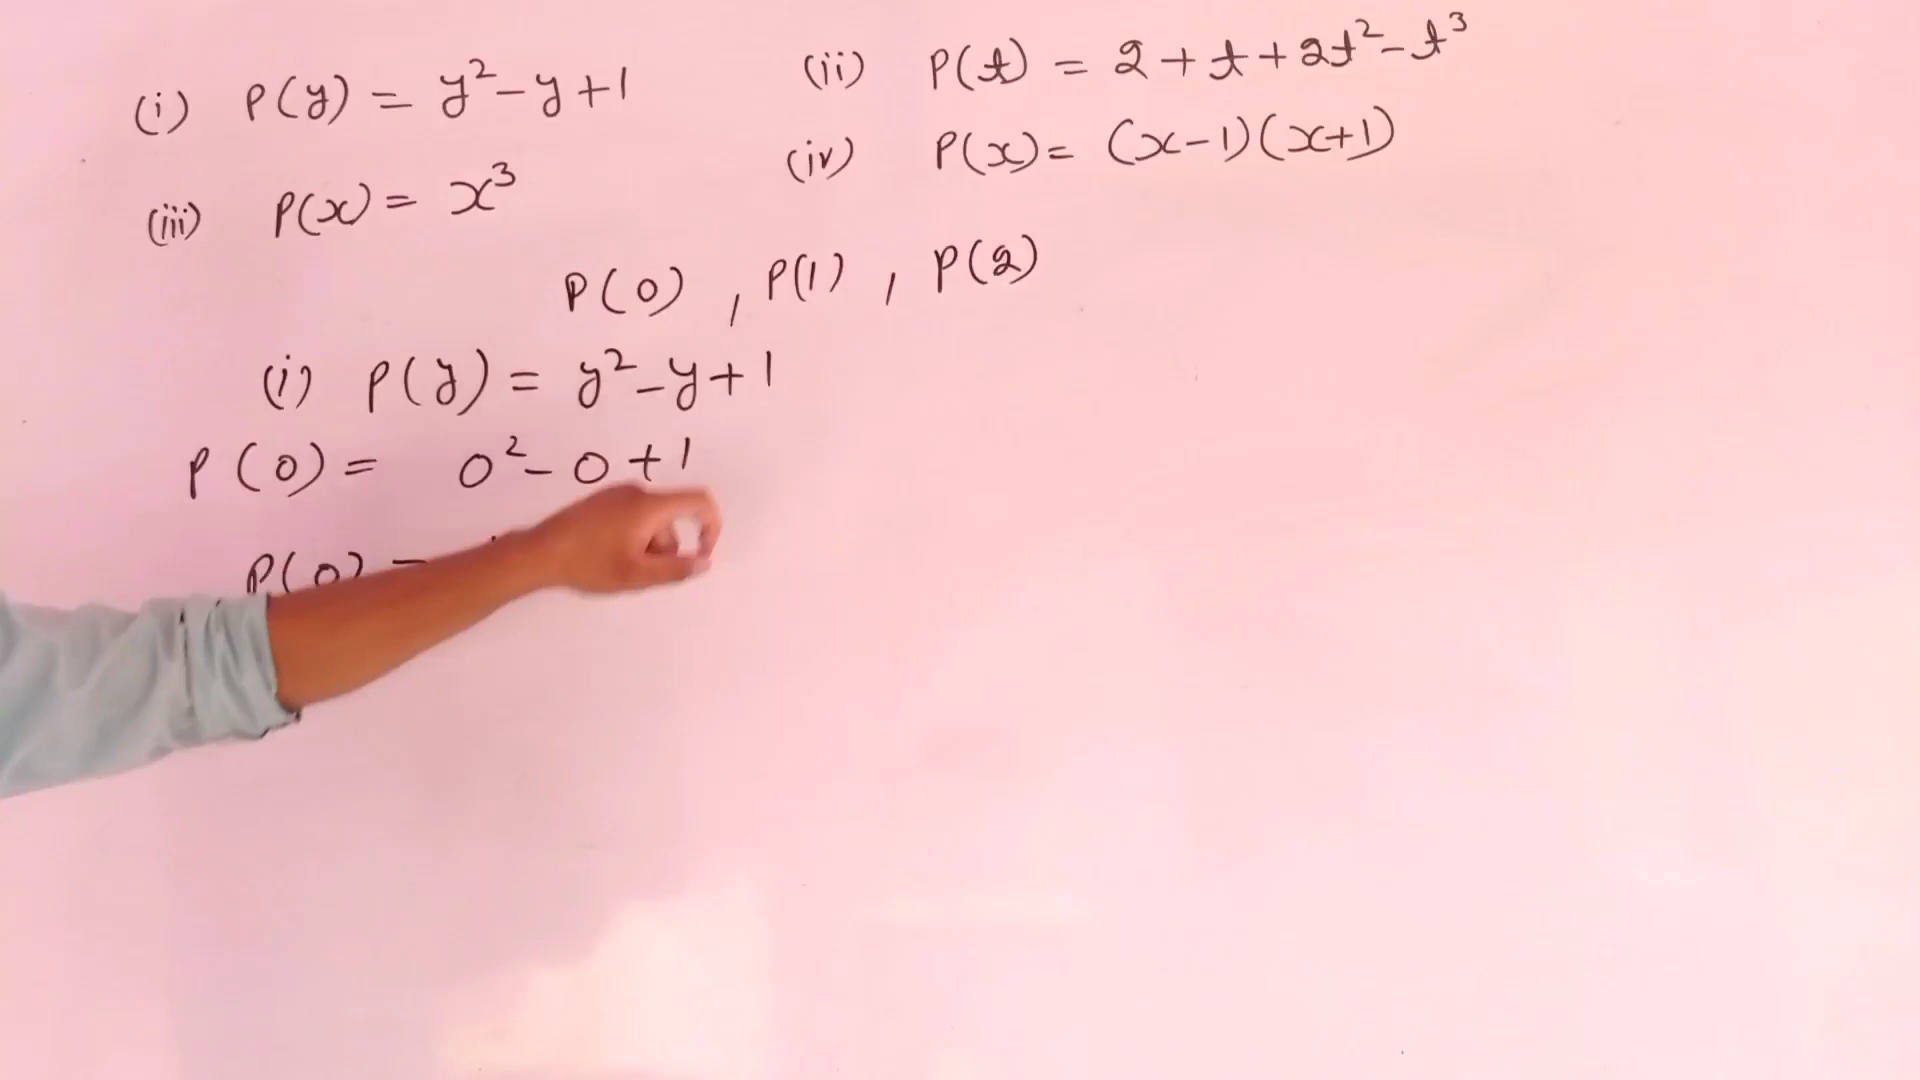 (i) P(y) = y²-y+1 (ii) P(t) = 2+t+2t²-t³
(iii) P(x) = x³ (iv) P(x) = (x-1)(x+1)
P(0) , P(1) , P(2)
(i) P(y) = y²-y+1
P(0) = 0²-0+1
P(0) =